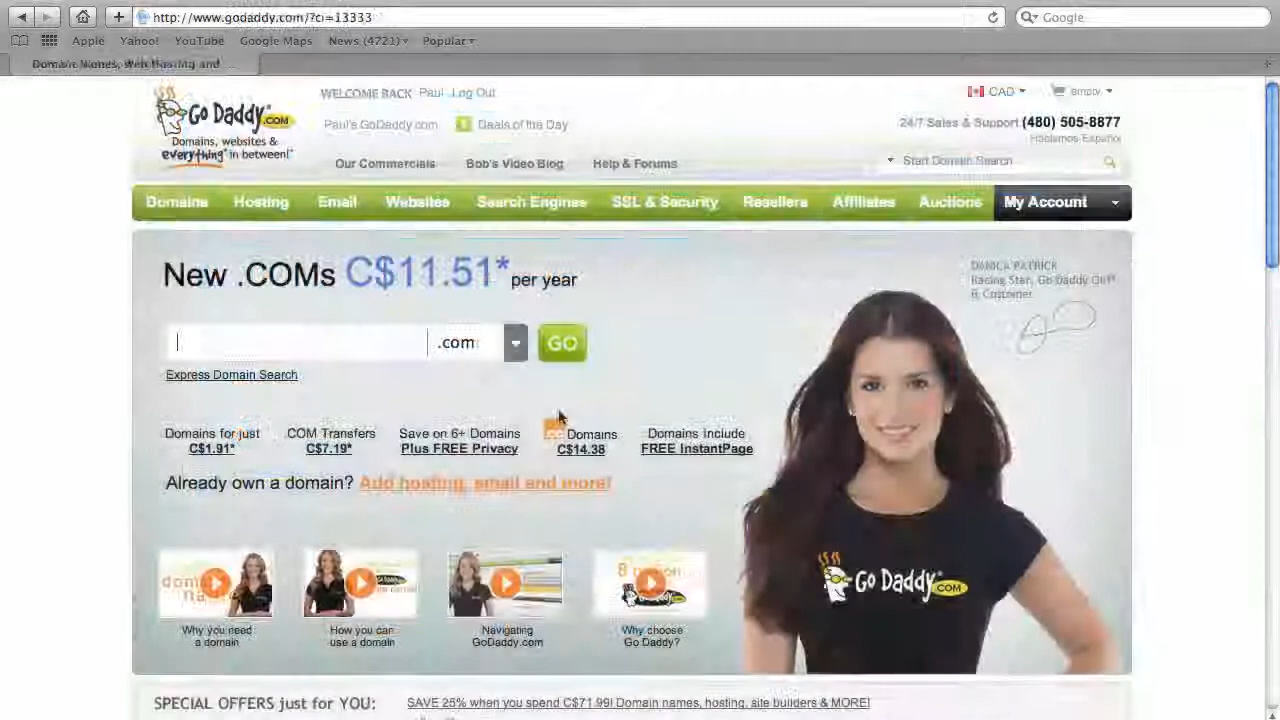 http://www.godaddy.com/?ci=13333
Google
Apple Yahoo! YouTube Google Maps News (4721) Popular
Domain Names, Web Hosting and ...
WELCOME BACK Paul Log Out
CAD empty
Go Daddy .COM
Domains, websites &
everything* in between!
Paul's GoDaddy.com Deals of the Day
24/7 Sales & Support (480) 505-8877
Hablamos Español
Our Commercials Bob's Video Blog Help & Forums
Start Domain Search
Domains Hosting Email Websites Search Engines SSL & Security Resellers Affiliates Auctions My Account
New .COMs C$11.51* per year
DANICA PATRICK
Racing Star, Go Daddy Girl®
& Customer
.com
GO
Express Domain Search
Domains for just
C$1.91*
.COM Transfers
C$7.19*
Save on 6+ Domains
Plus FREE Privacy
Domains
C$14.38
Domains Include
FREE InstantPage
Already own a domain? Add hosting, email and more!
Go Daddy .COM
Why you need
a domain
How you can
use a domain
Navigating
GoDaddy.com
Why choose
Go Daddy?
SPECIAL OFFERS just for YOU: SAVE 25% when you spend C$71.99! Domain names, hosting, site builders & MORE!